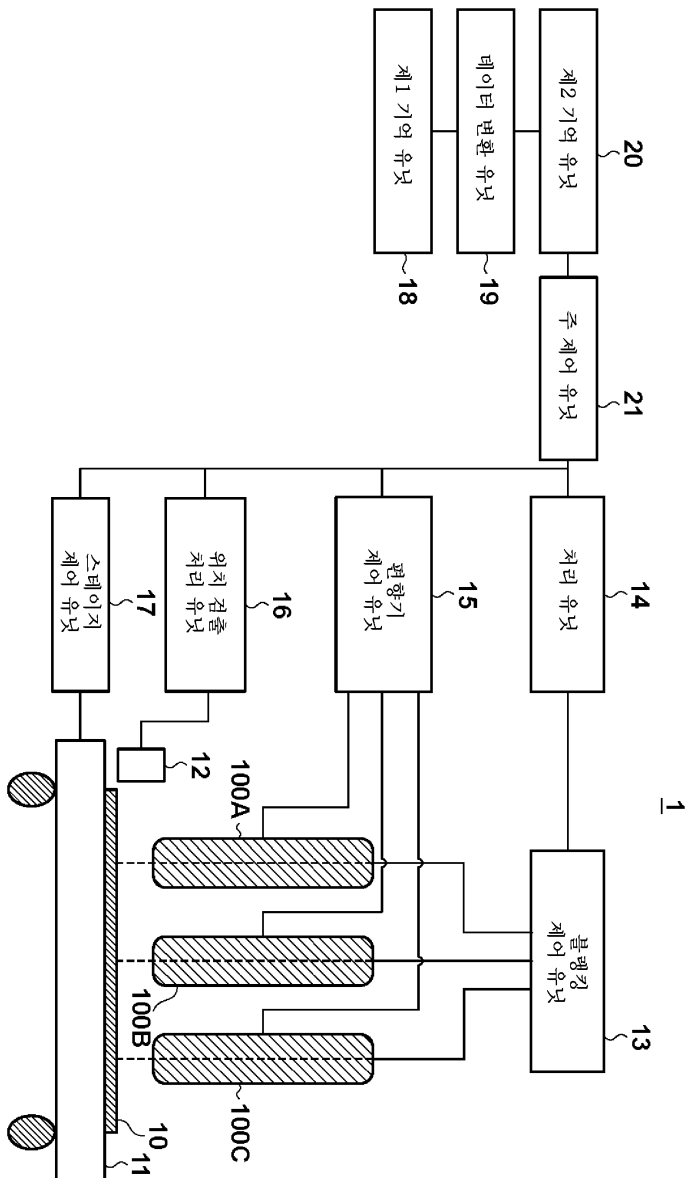 1
제2 기억 유닛
20
데이터 변환 유닛
19
제1 기억 유닛
18
주 제어 유닛
21
처리 유닛
14
편향기
제어 유닛
15
위치 검출
처리 유닛
16
스테이지
제어 유닛
17
블랭킹
제어 유닛
13
12
100A
100B
100C
10
11